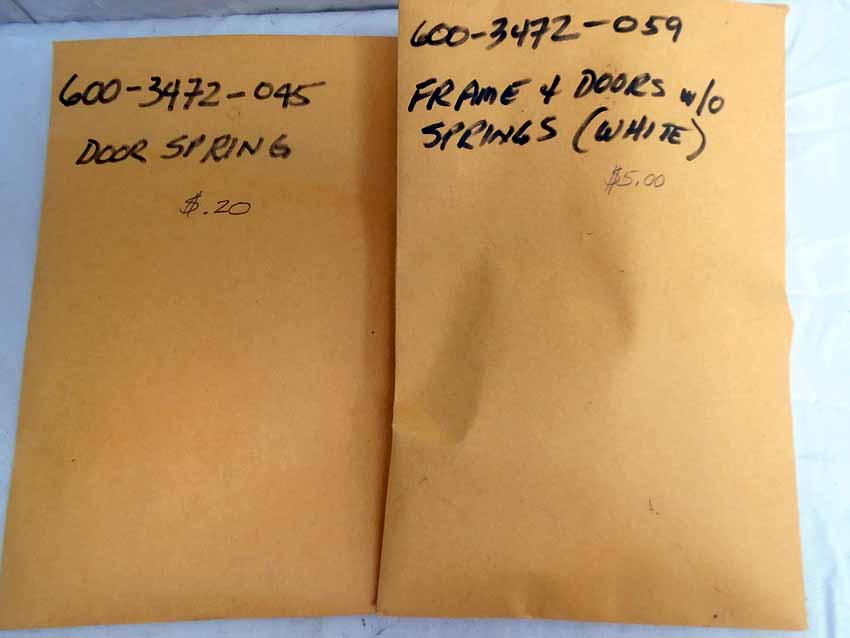 600-3472-045
DOOR SPRING
$.20
600-3472-059
FRAME & DOORS w/o
SPRINGS (WHITE)
$5.00